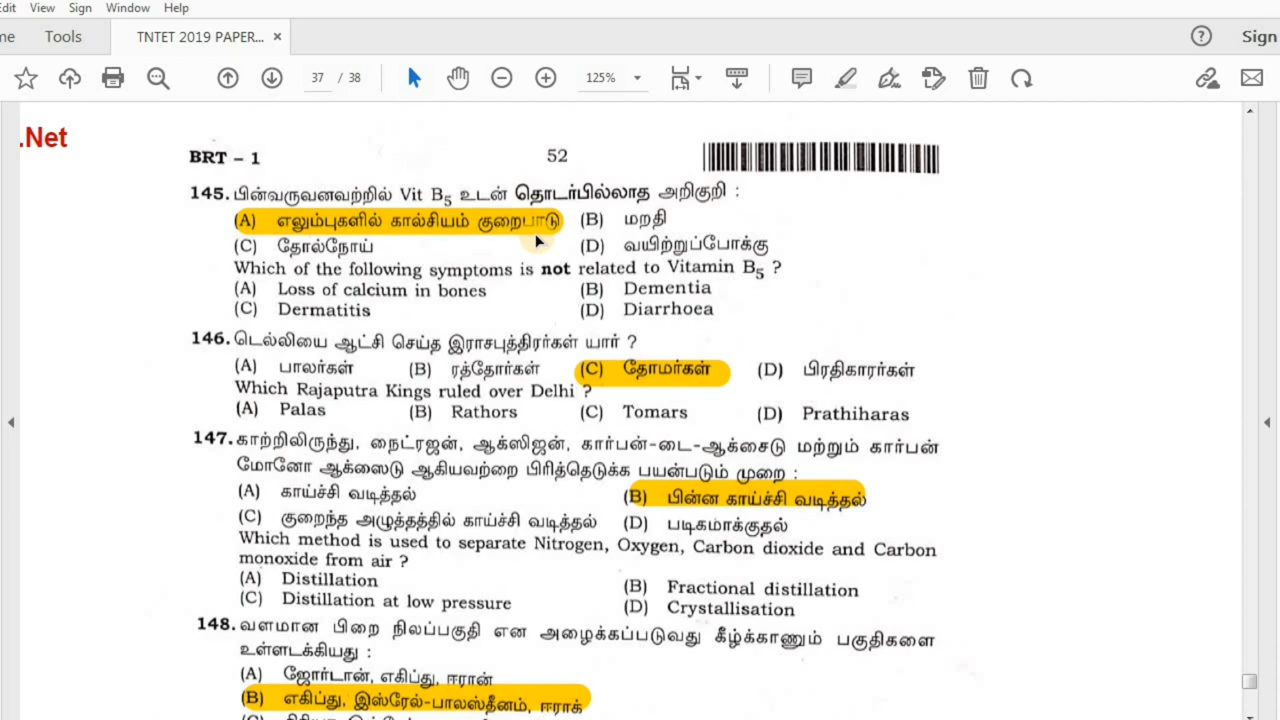 Edit View Sign Window Help
me Tools TNTET 2019 PAPER... × Sign
37 / 38 125%
.Net
BRT – 1 52
145. பின்வருவனவற்றில் Vit B5 உடன் தொடர்பில்லாத அறிகுறி :
(A) எலும்புகளில் கால்சியம் குறைபாடு (B) மறதி
(C) தோல்நோய் (D) வயிற்றுப்போக்கு
Which of the following symptoms is not related to Vitamin B5 ?
(A) Loss of calcium in bones (B) Dementia
(C) Dermatitis (D) Diarrhoea
146. டெல்லியை ஆட்சி செய்த இராசபுத்திரர்கள் யார் ?
(A) பாலர்கள் (B) ரத்தோர்கள் (C) தோமர்கள் (D) பிரதிகாரர்கள்
Which Rajaputra Kings ruled over Delhi ?
(A) Palas (B) Rathors (C) Tomars (D) Prathiharas
147. காற்றிலிருந்து, நைட்ரஜன், ஆக்ஸிஜன், கார்பன்-டை-ஆக்சைடு மற்றும் கார்பன்
மோனோ ஆக்ஸைடு ஆகியவற்றை பிரித்தெடுக்க பயன்படும் முறை :
(A) காய்ச்சி வடித்தல் (B) பின்ன காய்ச்சி வடித்தல்
(C) குறைந்த அழுத்தத்தில் காய்ச்சி வடித்தல் (D) படிகமாக்குதல்
Which method is used to separate Nitrogen, Oxygen, Carbon dioxide and Carbon
monoxide from air ?
(A) Distillation (B) Fractional distillation
(C) Distillation at low pressure (D) Crystallisation
148. வளமான பிறை நிலப்பகுதி என அழைக்கப்படுவது கீழ்க்காணும் பகுதிகளை
உள்ளடக்கியது :
(A) ஜோர்டான், எகிப்து, ஈரான்
(B) எகிப்து, இஸ்ரேல்-பாலஸ்தீனம், ஈராக்